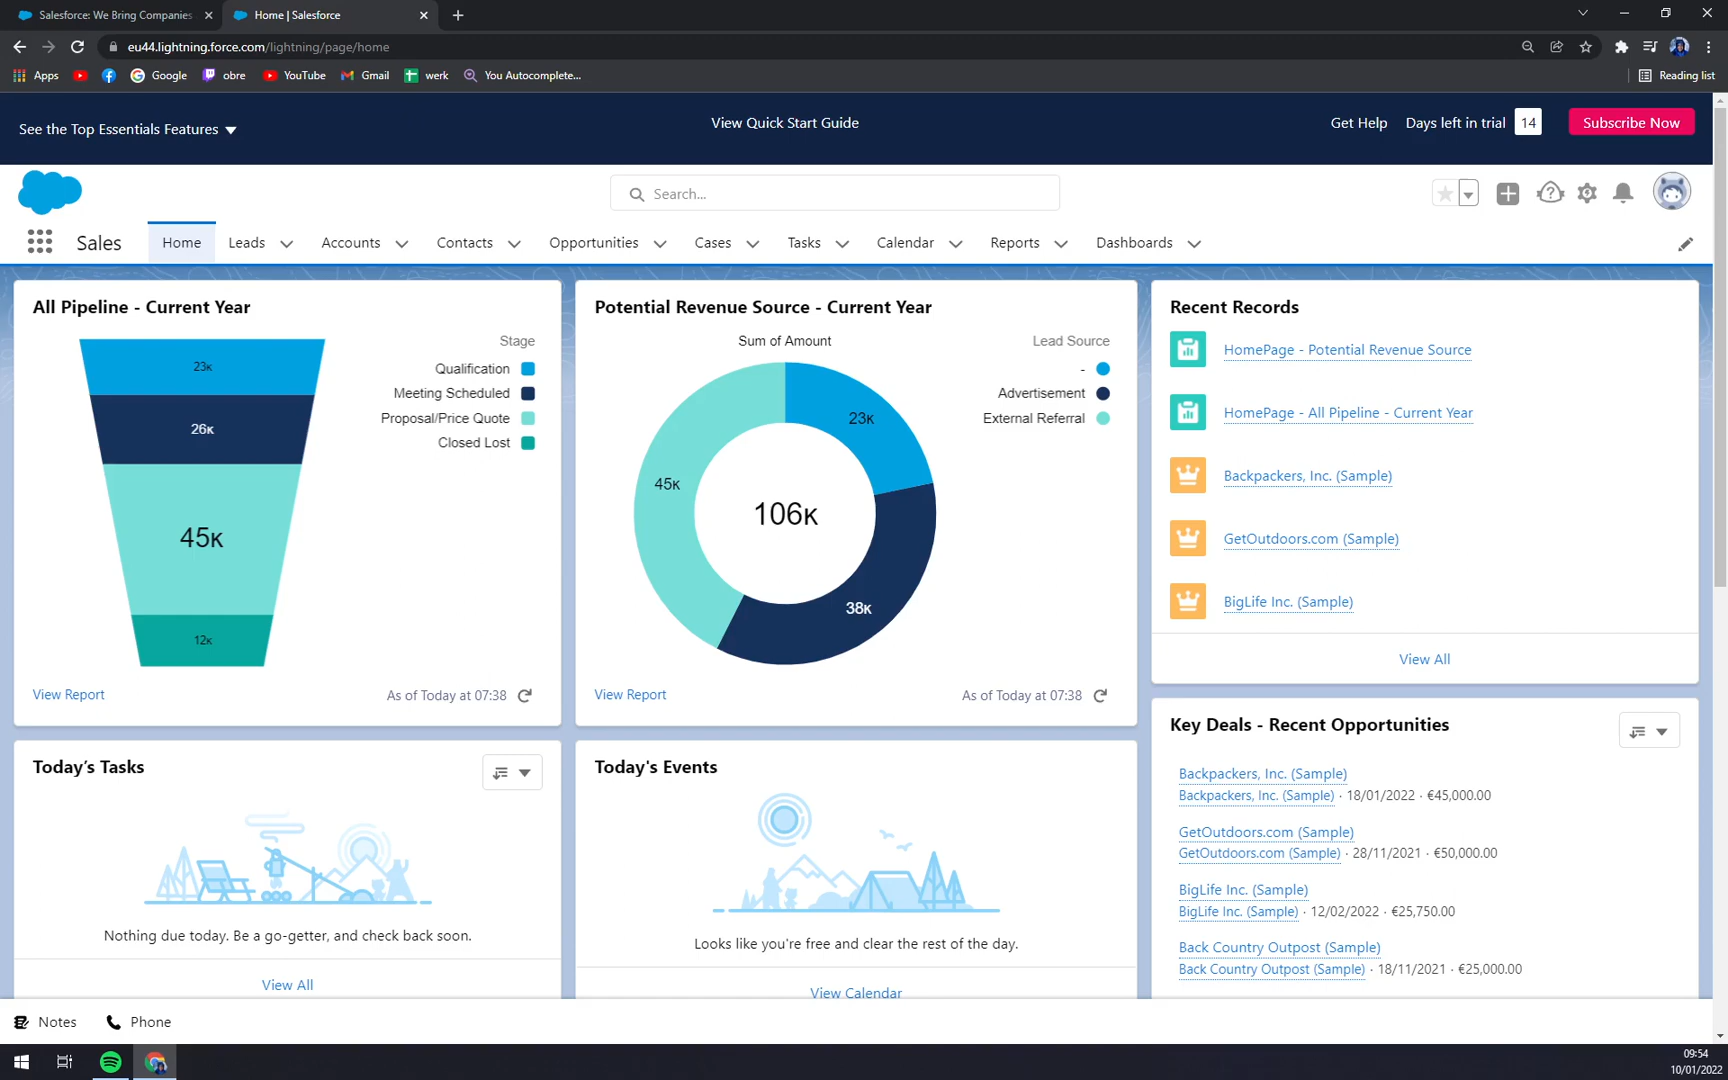 Salesforce: We Bring Companies
Home | Salesforce
eu44.lightning.force.com/lightning/page/home
Apps
Google
obre
YouTube
Gmail
werk
You Autocomplete...
Reading list
See the Top Essentials Features
View Quick Start Guide
Get Help
Days left in trial 14
Subscribe Now
Search...
Sales
Home
Leads
Accounts
Contacts
Opportunities
Cases
Tasks
Calendar
Reports
Dashboards
All Pipeline - Current Year
Stage
Qualification
Meeting Scheduled
Proposal/Price Quote
Closed Lost
23K
26K
45K
12K
View Report
As of Today at 07:38
Potential Revenue Source - Current Year
Sum of Amount
Lead Source
-
Advertisement
External Referral
23K
45K
106K
38K
View Report
As of Today at 07:38
Recent Records
HomePage - Potential Revenue Source
HomePage - All Pipeline - Current Year
Backpackers, Inc. (Sample)
GetOutdoors.com (Sample)
BigLife Inc. (Sample)
View All
Today's Tasks
Nothing due today. Be a go-getter, and check back soon.
View All
Today's Events
Looks like you're free and clear the rest of the day.
View Calendar
Key Deals - Recent Opportunities
Backpackers, Inc. (Sample)
Backpackers, Inc. (Sample) · 18/01/2022 · €45,000.00
GetOutdoors.com (Sample)
GetOutdoors.com (Sample) · 28/11/2021 · €50,000.00
BigLife Inc. (Sample)
BigLife Inc. (Sample) · 12/02/2022 · €25,750.00
Back Country Outpost (Sample)
Back Country Outpost (Sample) · 18/11/2021 · €25,000.00
Notes
Phone
09:54
10/01/2022